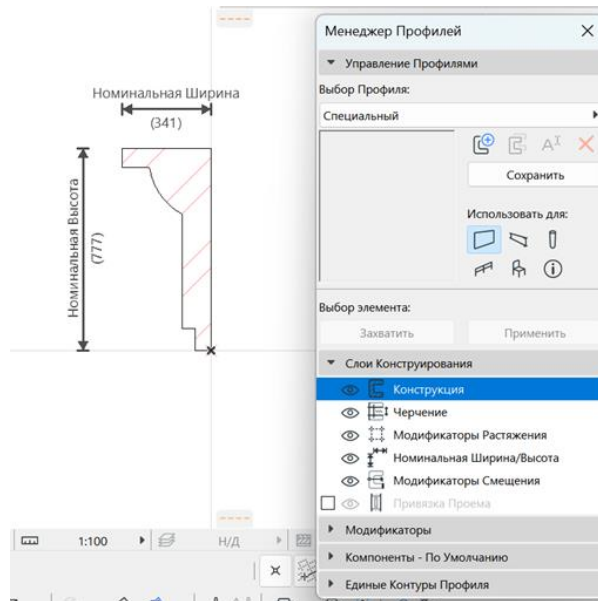 Менеджер Профилей
Управление Профилями
Выбор Профиля:
Специальный
Сохранить
Использовать для:
Выбор элемента:
Захватить
Применить
Слои Конструирования
Конструкция
Черчение
Модификаторы Растяжения
Номинальная Ширина/Высота
Модификаторы Смещения
Привязка Проема
Модификаторы
Компоненты - По Умолчанию
Единые Контуры Профиля
Номинальная Ширина
(341)
Номинальная Высота
(777)
1:100
Н/Д